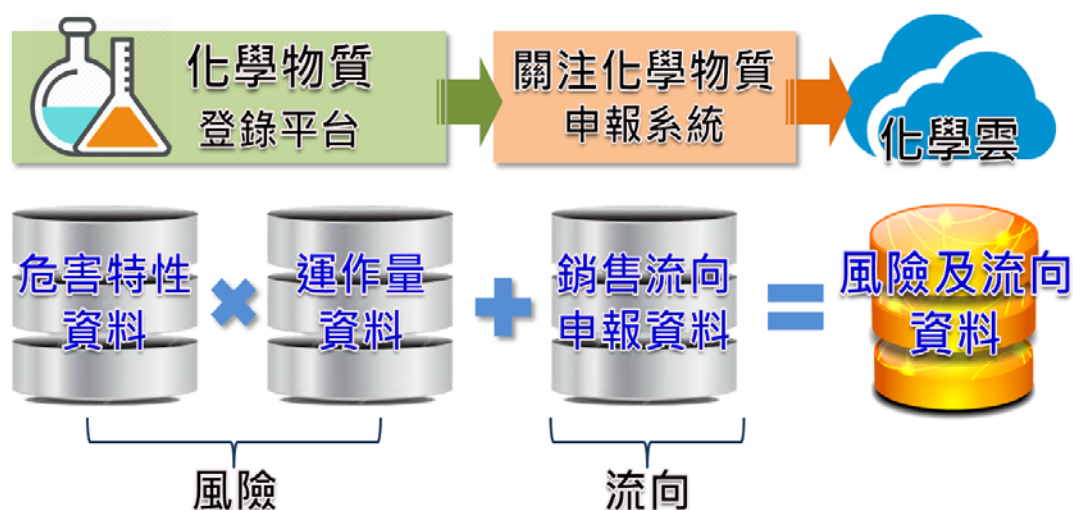 化學物質
登錄平台
關注化學物質
申報系統
化學雲
危害特性
資料
×
運作量
資料
+
銷售流向
申報資料
=
風險及流向
資料
風險
流向